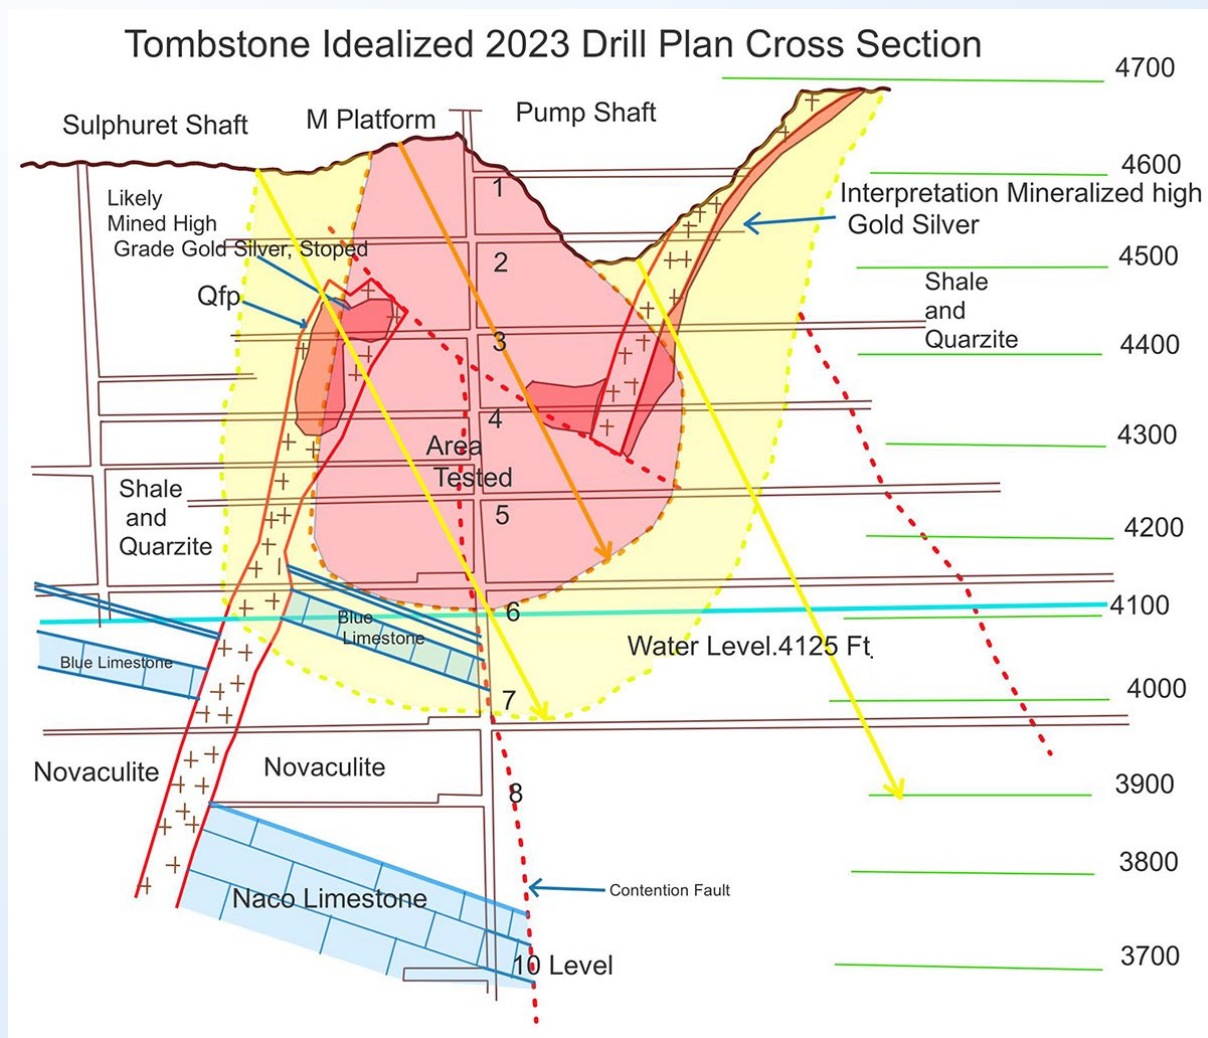 Tombstone Idealized 2023 Drill Plan Cross Section
4700
Sulphuret Shaft
M Platform
Pump Shaft
4600
1
Likely
Mined High
Grade Gold Silver, Stoped
Interpretation Mineralized high
Gold Silver
4500
2
Qfp
Shale
and
Quarzite
4400
3
4300
4
Area
Tested
Shale
and
Quarzite
5
4200
4100
6
Blue
Limestone
Blue Limestone
Water Level.4125 Ft.
4000
7
Novaculite
Novaculite
3900
8
3800
Naco Limestone
Contention Fault
3700
10 Level